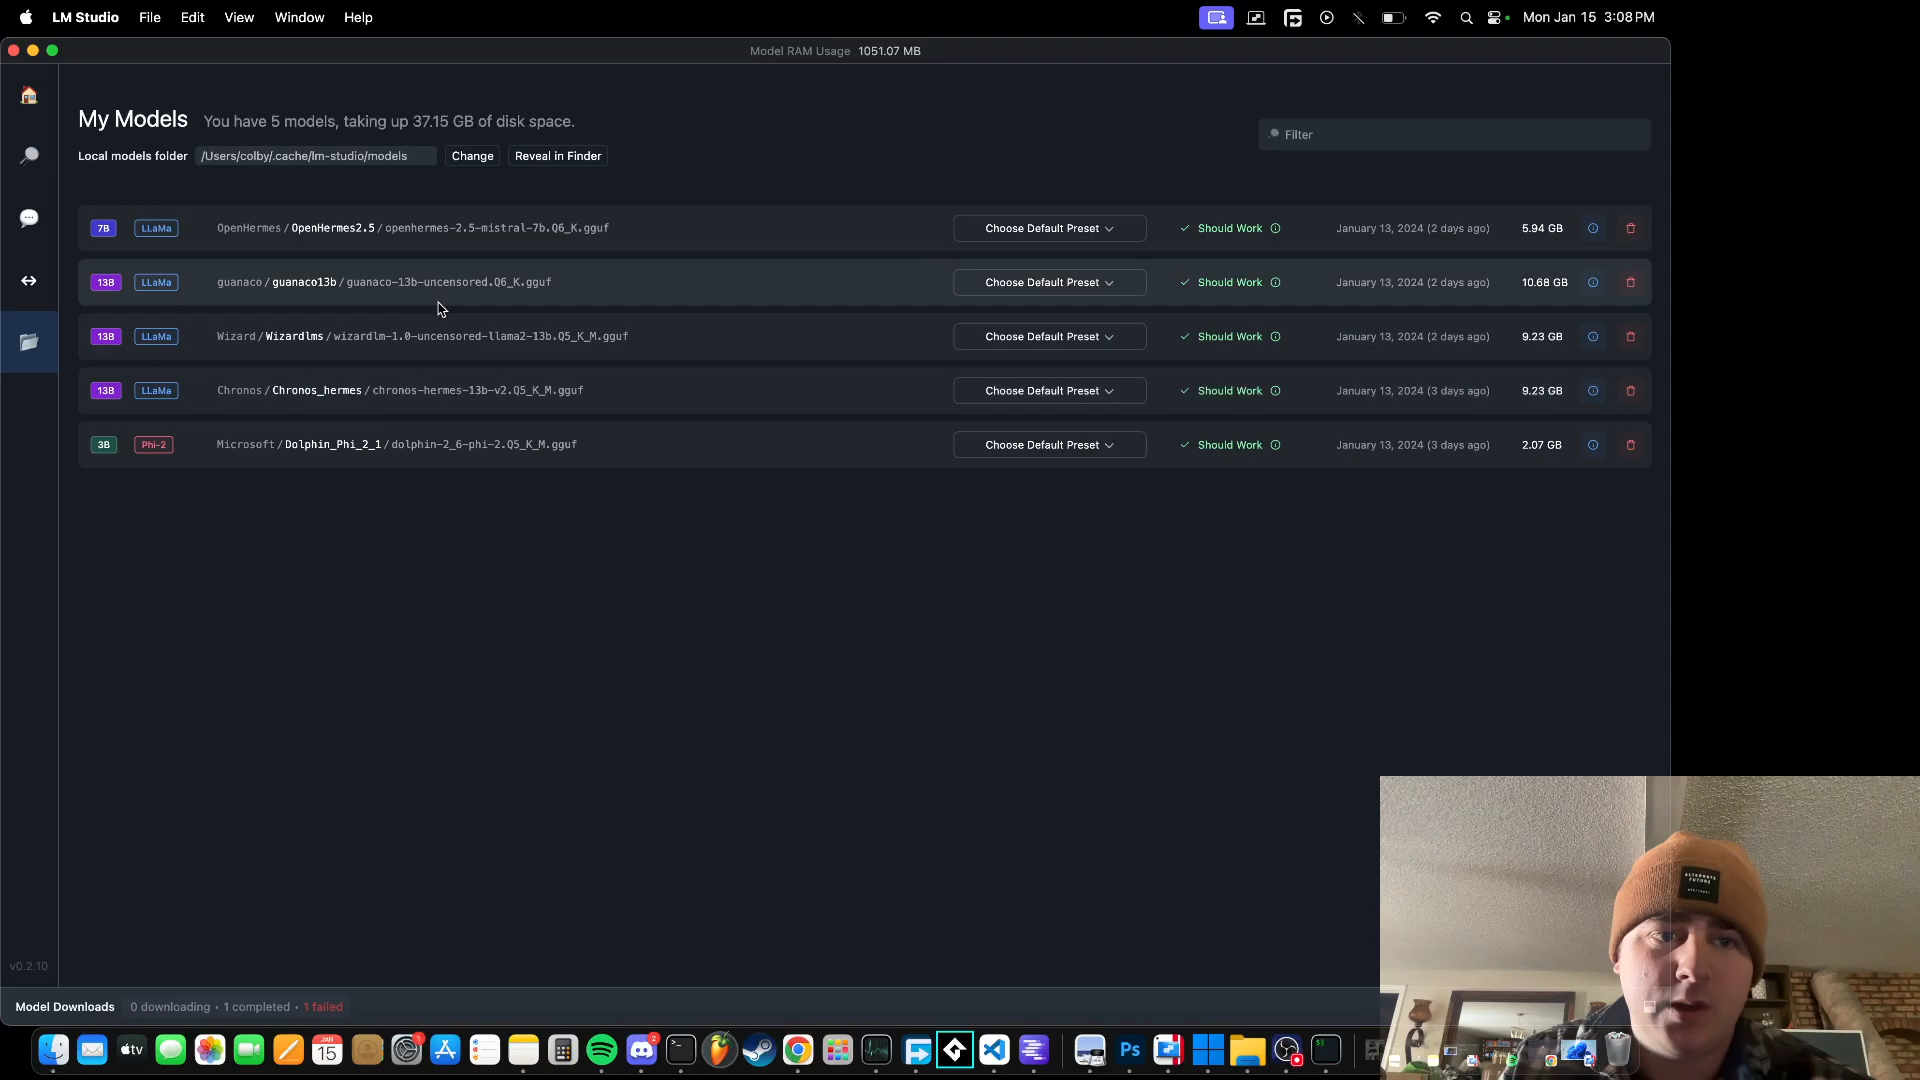 LM Studio File Edit View Window Help Mon Jan 15 3:08 PM
Model RAM Usage 1051.07 MB
My Models You have 5 models, taking up 37.15 GB of disk space.
Filter
Local models folder /Users/colby/.cache/lm-studio/models Change Reveal in Finder
7B LLaMa OpenHermes/OpenHermes2.5/openhermes-2.5-mistral-7b.Q6_K.gguf Choose Default Preset Should Work January 13, 2024 (2 days ago) 5.94 GB
13B LLaMa guanaco/guanaco13b/guanaco-13b-uncensored.Q6_K.gguf Choose Default Preset Should Work January 13, 2024 (2 days ago) 10.68 GB
13B LLaMa Wizard/Wizardlms/wizardlm-1.0-uncensored-llama2-13b.Q5_K_M.gguf Choose Default Preset Should Work January 13, 2024 (2 days ago) 9.23 GB
13B LLaMa Chronos/Chronos_hermes/chronos-hermes-13b-v2.Q5_K_M.gguf Choose Default Preset Should Work January 13, 2024 (3 days ago) 9.23 GB
3B Phi-2 Microsoft/Dolphin_Phi_2_1/dolphin-2_6-phi-2.Q5_K_M.gguf Choose Default Preset Should Work January 13, 2024 (3 days ago) 2.07 GB
ALTERNATE
FUTURE
v0.2.10
Model Downloads 0 downloading • 1 completed • 1 failed
tv JAN 15 1 2 Ps